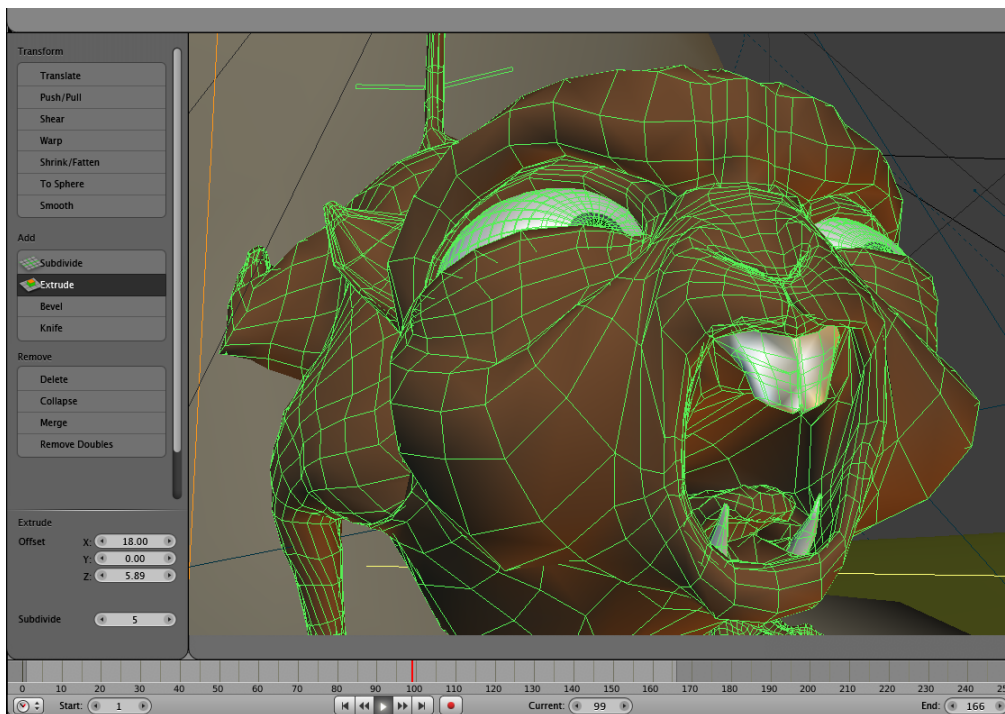 Transform
Translate
Push/Pull
Shear
Warp
Shrink/Fatten
To Sphere
Smooth
Add
Subdivide
Extrude
Bevel
Knife
Remove
Delete
Collapse
Merge
Remove Doubles
Extrude
Offset X: 18.00
Y: 0.00
Z: 5.89
Subdivide 5
0 10 20 30 40 50 60 70 80 90 100 110 120 130 140 150 160 170 180 190 200 210 220 230 240 25
Start: 1 Current: 99 End: 166